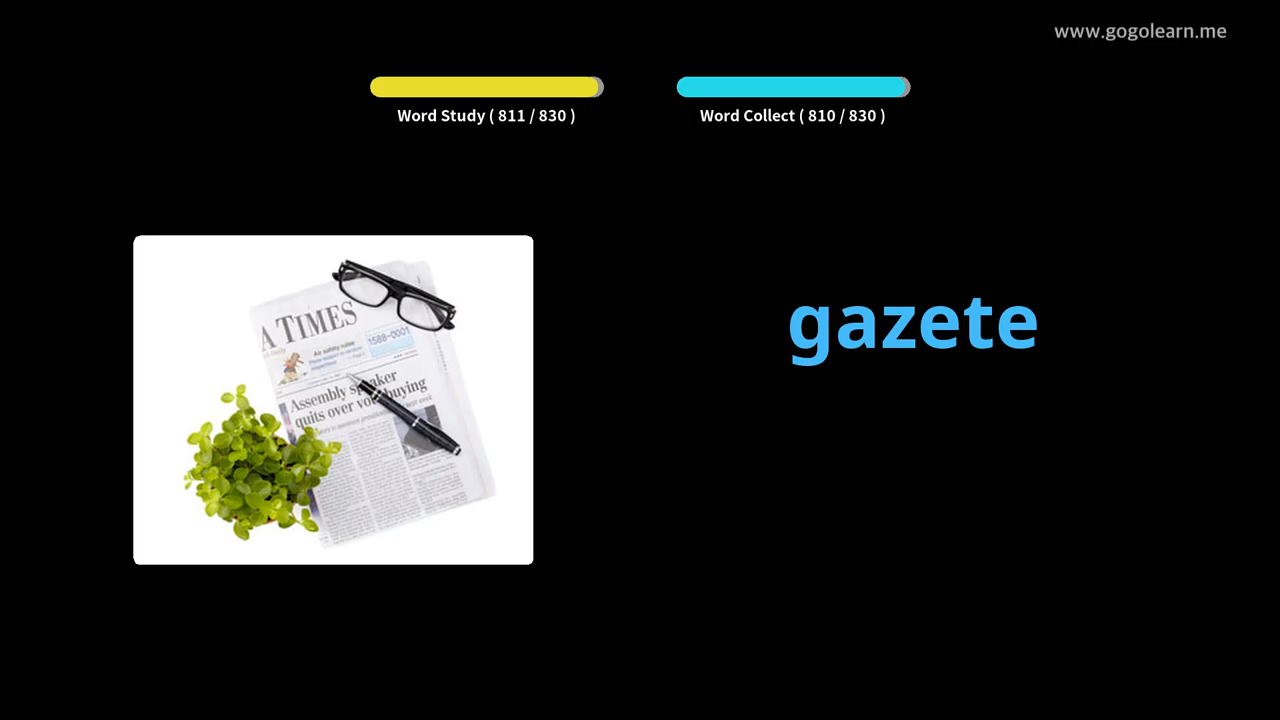 www.gogolearn.me
Word Study ( 811 / 830 )
Word Collect ( 810 / 830 )
gazete
A TIMES
Air safety rules
1588-0001
Assembly speaker
quits over vote buying